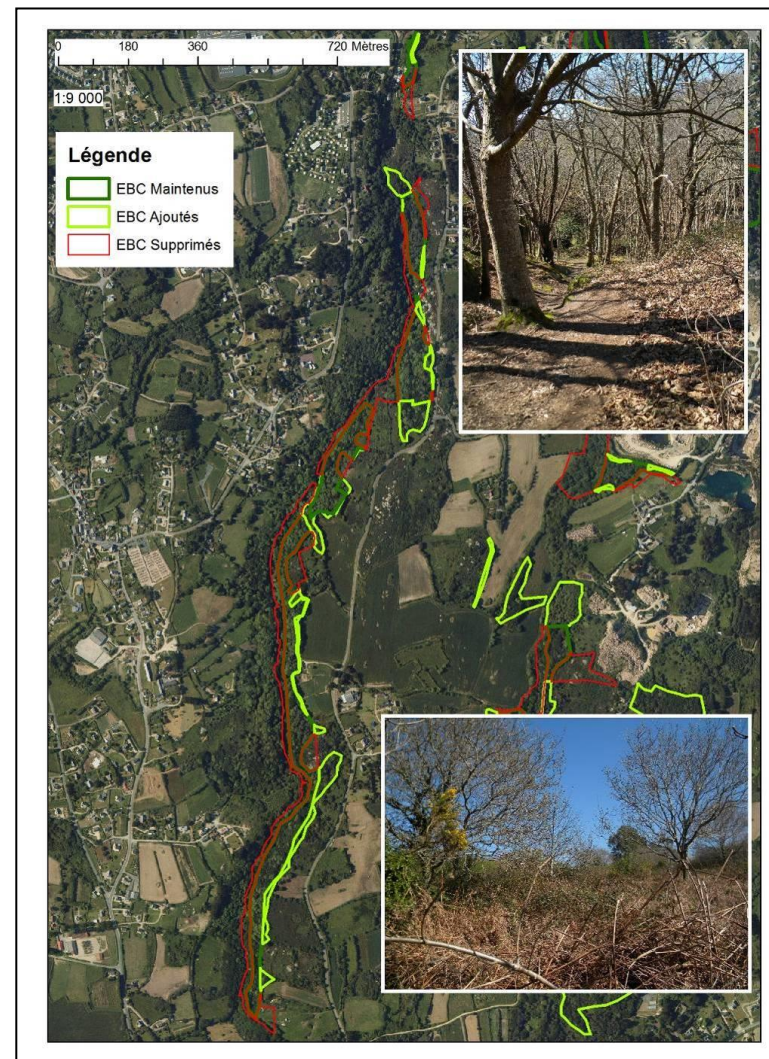 0 180 360 720 Mètres
1:9 000
Légende
EBC Maintenus
EBC Ajoutés
EBC Supprimés